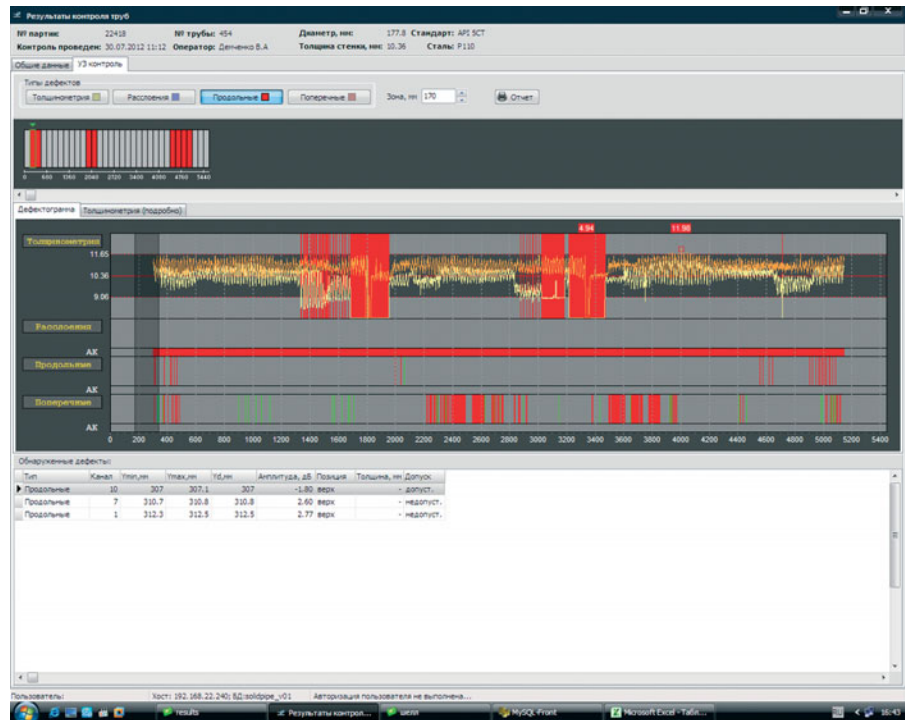 Результаты контроля труб
№ партии: 22418 № трубы: 454 Диаметр, мм: 177.8 Стандарт: API 5CT
Контроль проведен: 30.07.2012 11:12 Оператор: Демченко В.А Толщина стенки, мм: 10.36 Сталь: P110
Общие данные УЗ контроль
Типы дефектов
Толщинометрия Расслоения Продольные Поперечные Зона, мм 170 Отчет
0 680 1360 2040 2720 3400 4080 4760 5440
Дефектограмма Толщинометрия (подробно)
4.94 11.98
Толщинометрия
11.65
10.36
9.06
Расслоения
АК
Продольные
АК
Поперечные
АК
0 200 400 600 800 1000 1200 1400 1600 1800 2000 2200 2400 2600 2800 3000 3200 3400 3600 3800 4000 4200 4400 4600 4800 5000 5200 5400
Обнаруженные дефекты:
Тип Канал Ymin,мм Ymax,мм Yd,мм Амплитуда, дБ Позиция Толщина, мм Допуск
Продольные 10 307 307.1 307 -1.80 верх - допуст.
Продольные 7 310.7 310.8 310.8 2.60 верх - недопуст.
Продольные 1 312.3 312.5 312.5 2.77 верх - недопуст.
Пользователь: Хост: 192.168.22.240; БД:solidpipe_v01 Авторизация пользователя не выполнена...
results Результаты контрол... шелл MySQL-Front Microsoft Excel - Табл... 16:43